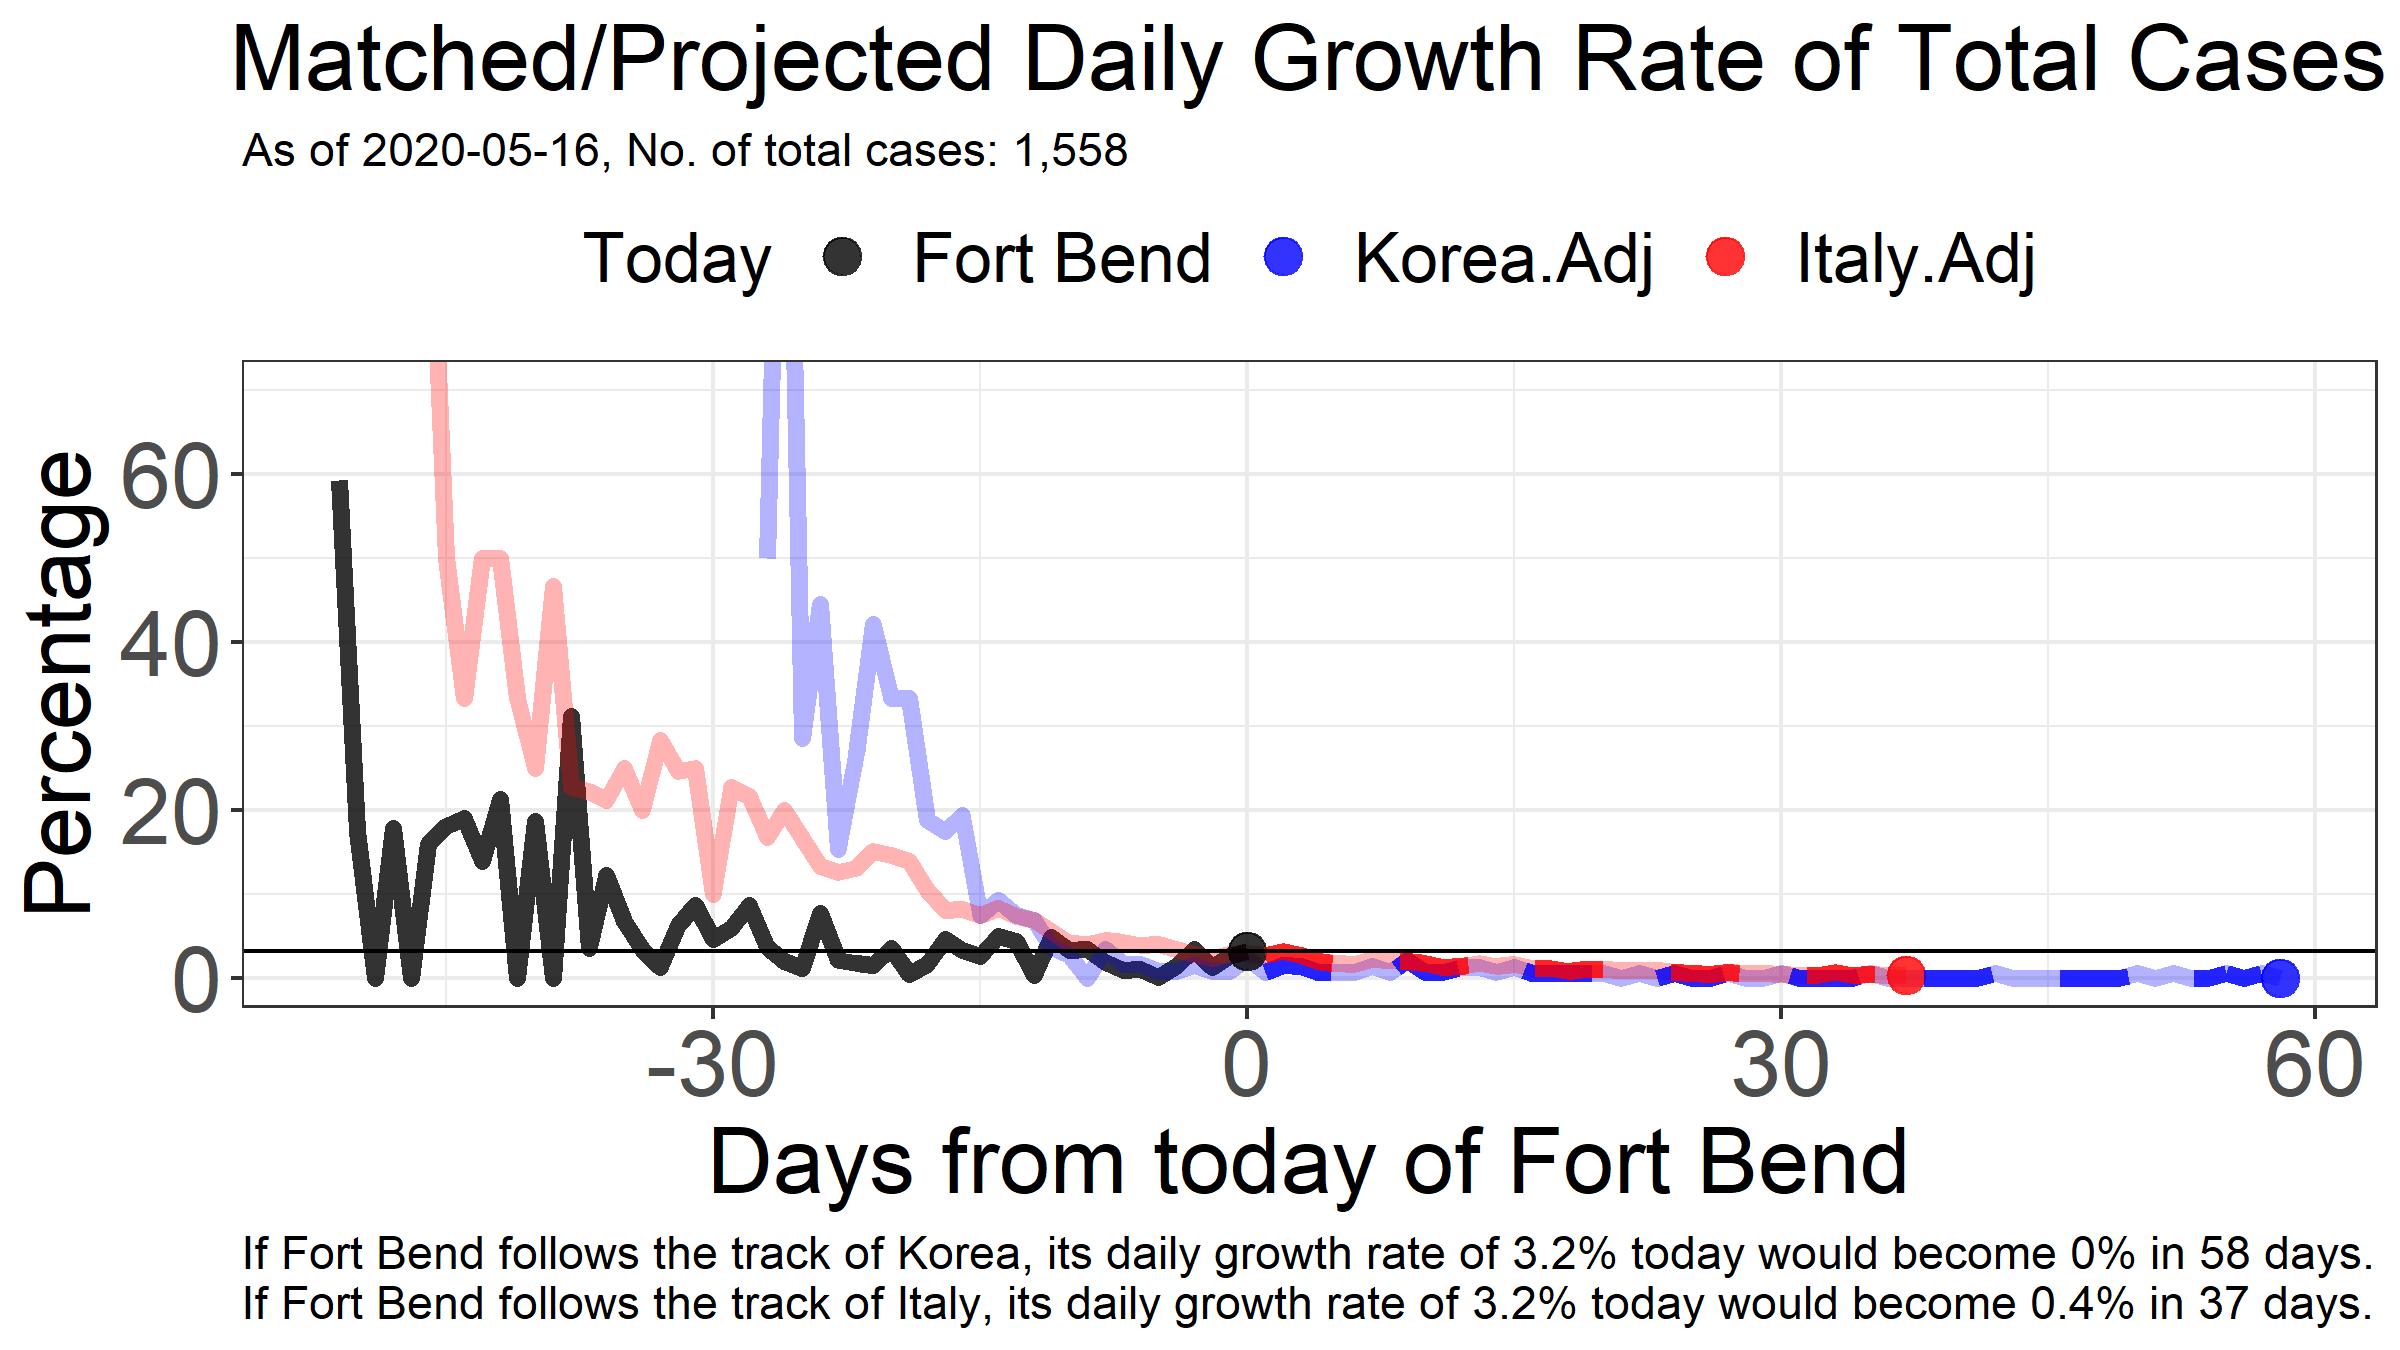 Matched/Projected Daily Growth Rate of Total Cases
As of 2020-05-16, No. of total cases: 1,558
Today Fort Bend Korea.Adj Italy.Adj
Percentage
60
40
20
0
-30 0 30 60
Days from today of Fort Bend
If Fort Bend follows the track of Korea, its daily growth rate of 3.2% today would become 0% in 58 days.
If Fort Bend follows the track of Italy, its daily growth rate of 3.2% today would become 0.4% in 37 days.